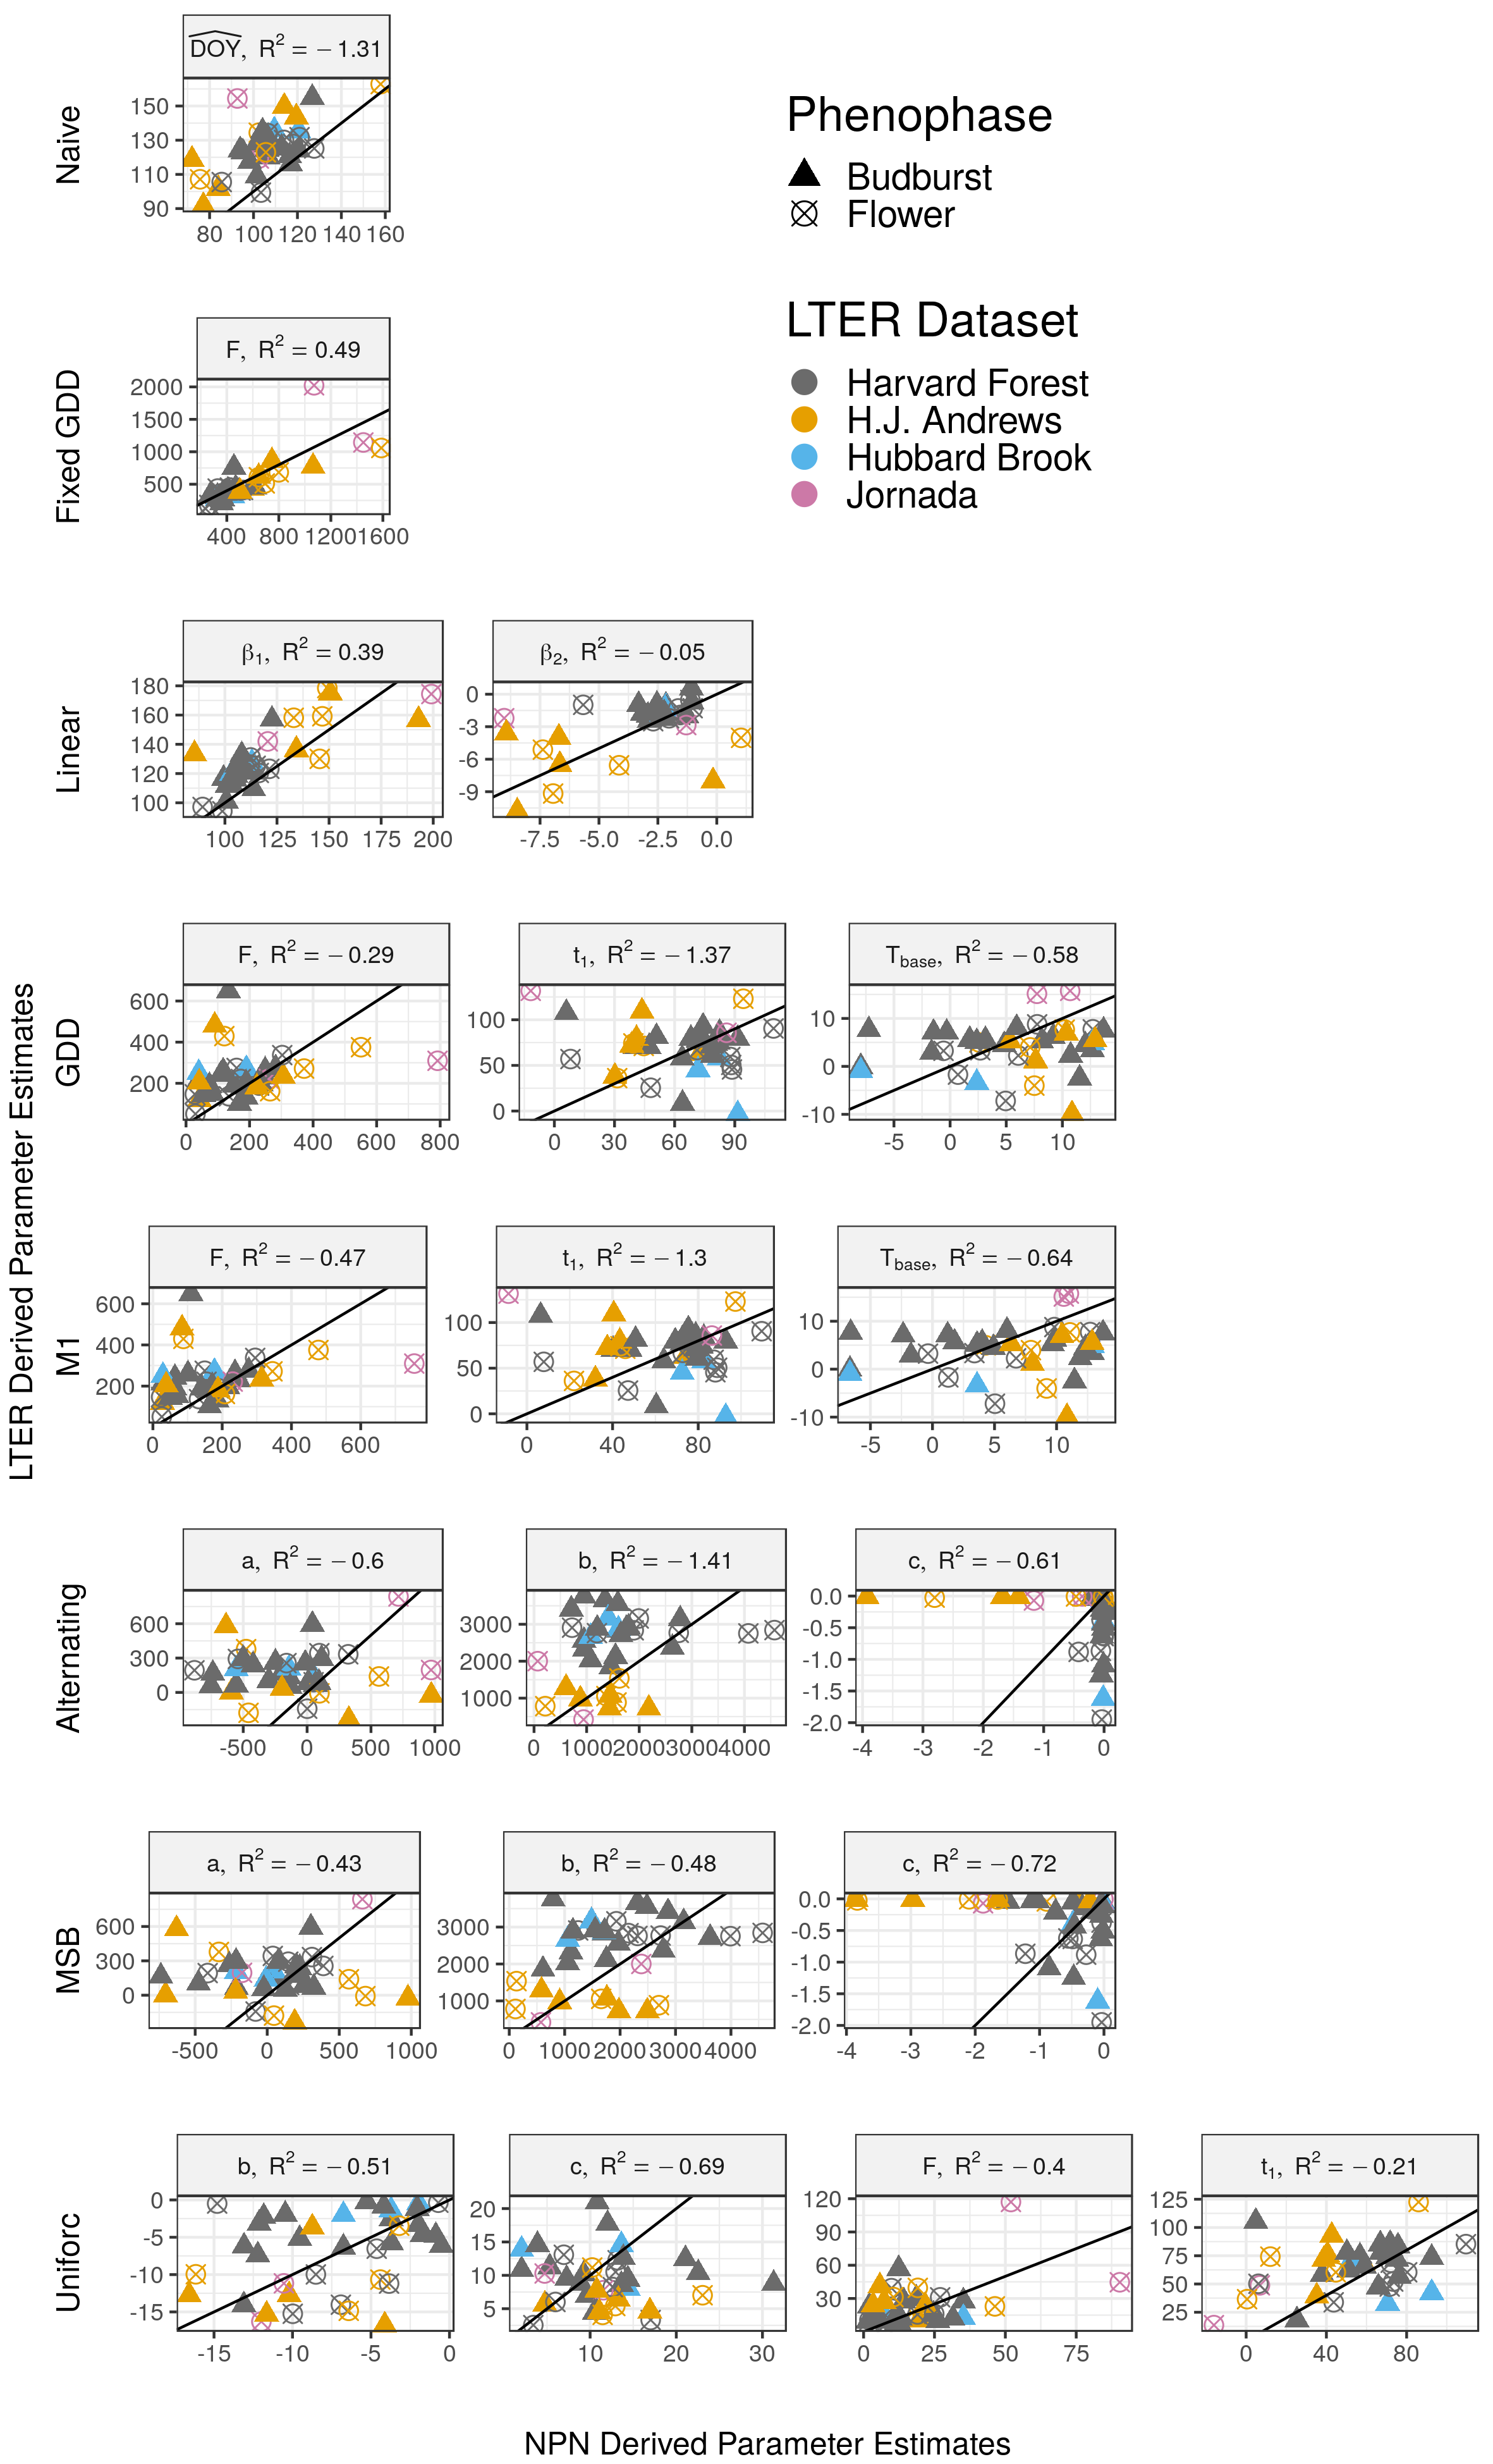 DOY, R² = − 1.31
Naive
150
130
110
90
80 100 120 140 160
Phenophase
Budburst
Flower
LTER Dataset
Harvard Forest
H.J. Andrews
Hubbard Brook
Jornada
F, R² = 0.49
Fixed GDD
2000
1500
1000
500
400 800 1200 1600
β₁, R² = 0.39
β₂, R² = − 0.05
Linear
180
160
140
120
100
100 125 150 175 200
0
-3
-6
-9
-7.5 -5.0 -2.5 0.0
LTER Derived Parameter Estimates
F, R² = − 0.29
t₁, R² = − 1.37
T_base, R² = − 0.58
GDD
600
400
200
0 200 400 600 800
100
50
0
0 30 60 90
10
0
-10
-5 0 5 10
F, R² = − 0.47
t₁, R² = − 1.3
T_base, R² = − 0.64
M1
600
400
200
0 200 400 600
100
50
0
0 40 80
10
0
-10
-5 0 5 10
a, R² = − 0.6
b, R² = − 1.41
c, R² = − 0.61
Alternating
600
300
0
-500 0 500 1000
3000
2000
1000
0 1000 2000 3000 4000
0.0
-0.5
-1.0
-1.5
-2.0
-4 -3 -2 -1 0
a, R² = − 0.43
b, R² = − 0.48
c, R² = − 0.72
MSB
600
300
0
-500 0 500 1000
3000
2000
1000
0 1000 2000 3000 4000
0.0
-0.5
-1.0
-1.5
-2.0
-4 -3 -2 -1 0
b, R² = − 0.51
c, R² = − 0.69
F, R² = − 0.4
t₁, R² = − 0.21
Uniforc
0
-5
-10
-15
-15 -10 -5 0
20
15
10
5
10 20 30
120
90
60
30
0 25 50 75
125
100
75
50
25
0 40 80
NPN Derived Parameter Estimates